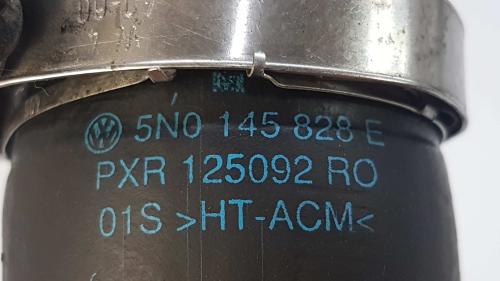 5N0 145 828 E
PXR 125092 RO
01S >HT-ACM<